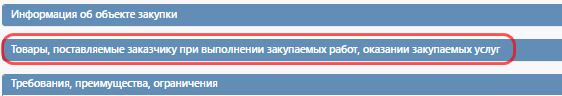 Информация об объекте закупки
Товары, поставляемые заказчику при выполнении закупаемых работ, оказании закупаемых услуг
Требования, преимущества, ограничения